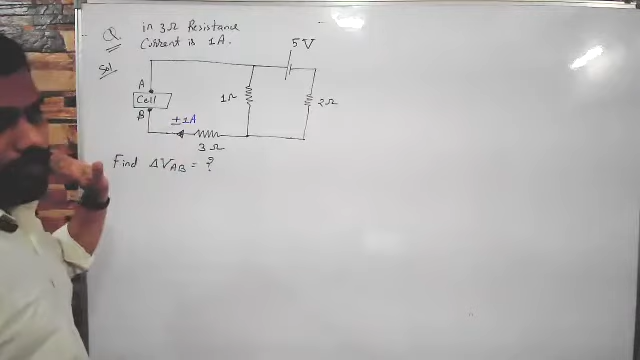 Q. in 3Ω Resistance
Current is 1A.
Sol
5V
A
Cell
B
1Ω
2Ω
±1A
3Ω
Find ΔV_AB = ?